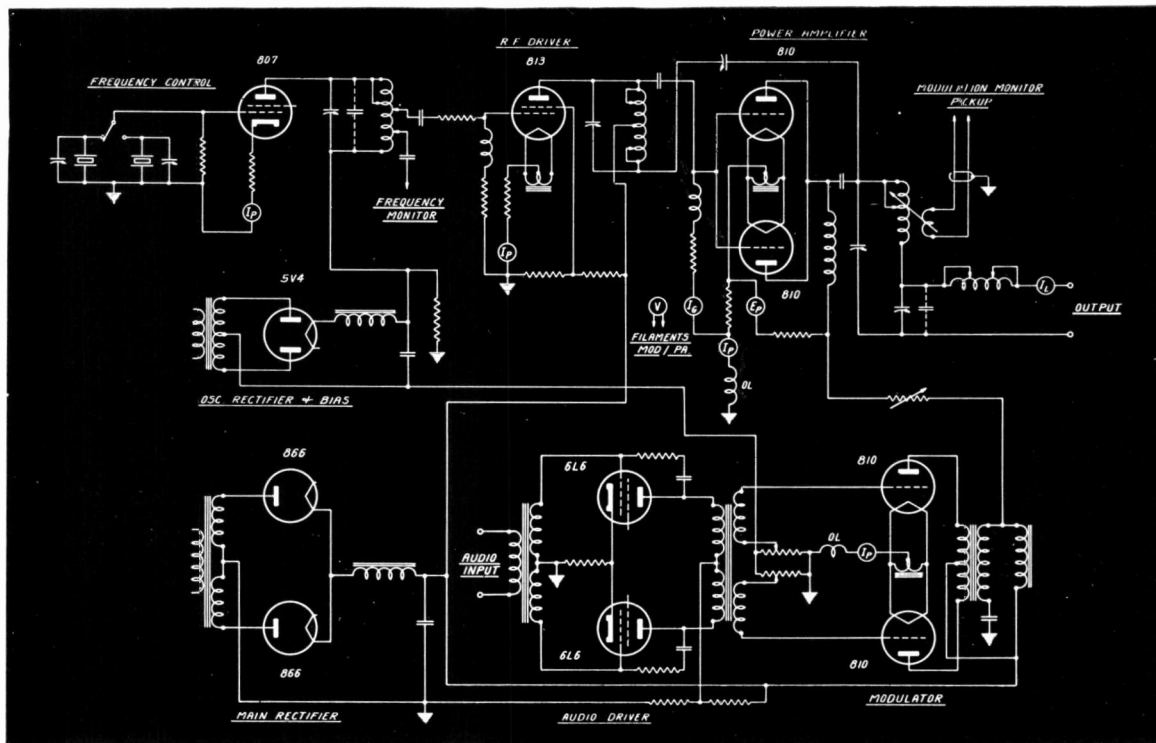 R F DRIVER
POWER AMPLIFIER
807
813
810
FREQUENCY CONTROL
MODULATION MONITOR
PICKUP
FREQUENCY
MONITOR
IP
IP
5V4
810
IG
EP
IL
V
FILAMENTS
MOD / PA
IP
OUTPUT
OL
OSC RECTIFIER & BIAS
866
6L6
810
AUDIO
INPUT
OL
IP
866
6L6
810
MAIN RECTIFIER
AUDIO DRIVER
MODULATOR